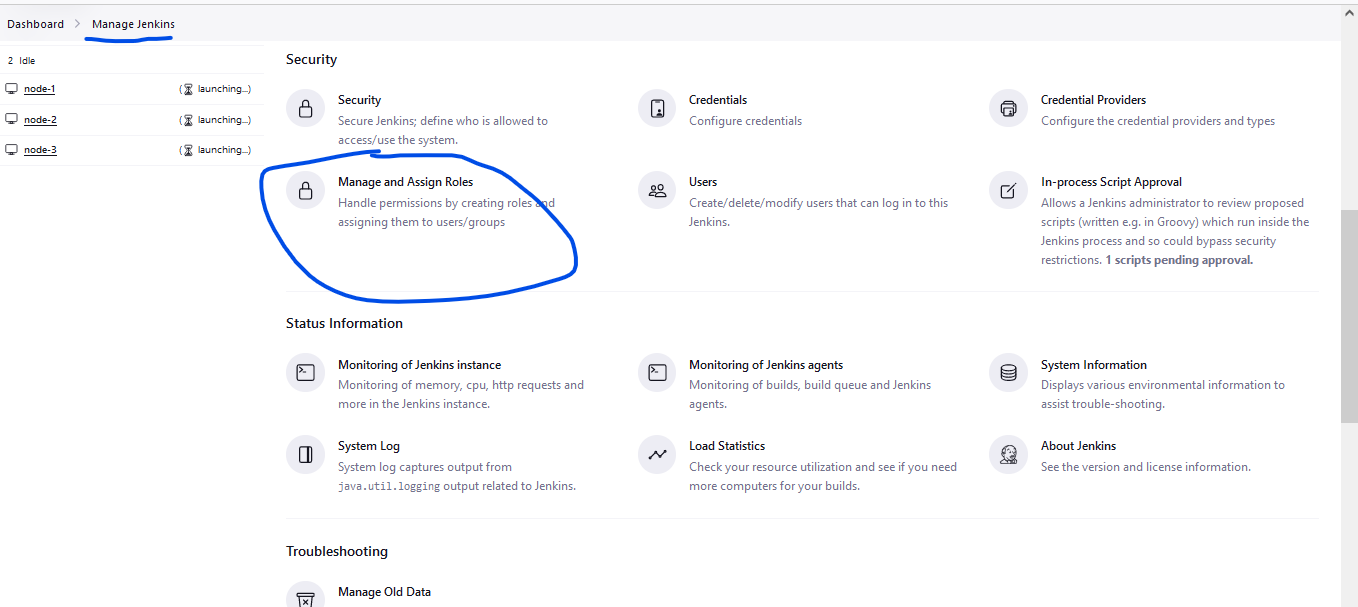 Dashboard > Manage Jenkins
2 Idle
node-1 ( launching...)
node-2 ( launching...)
node-3 ( launching...)
Security
Security
Secure Jenkins; define who is allowed to
access/use the system.
Credentials
Configure credentials
Credential Providers
Configure the credential providers and types
Manage and Assign Roles
Handle permissions by creating roles and
assigning them to users/groups
Users
Create/delete/modify users that can log in to this
Jenkins.
In-process Script Approval
Allows a Jenkins administrator to review proposed
scripts (written e.g. in Groovy) which run inside the
Jenkins process and so could bypass security
restrictions. 1 scripts pending approval.
Status Information
Monitoring of Jenkins instance
Monitoring of memory, cpu, http requests and
more in the Jenkins instance.
Monitoring of Jenkins agents
Monitoring of builds, build queue and Jenkins
agents.
System Information
Displays various environmental information to
assist trouble-shooting.
System Log
System log captures output from
java.util.logging output related to Jenkins.
Load Statistics
Check your resource utilization and see if you need
more computers for your builds.
About Jenkins
See the version and license information.
Troubleshooting
Manage Old Data